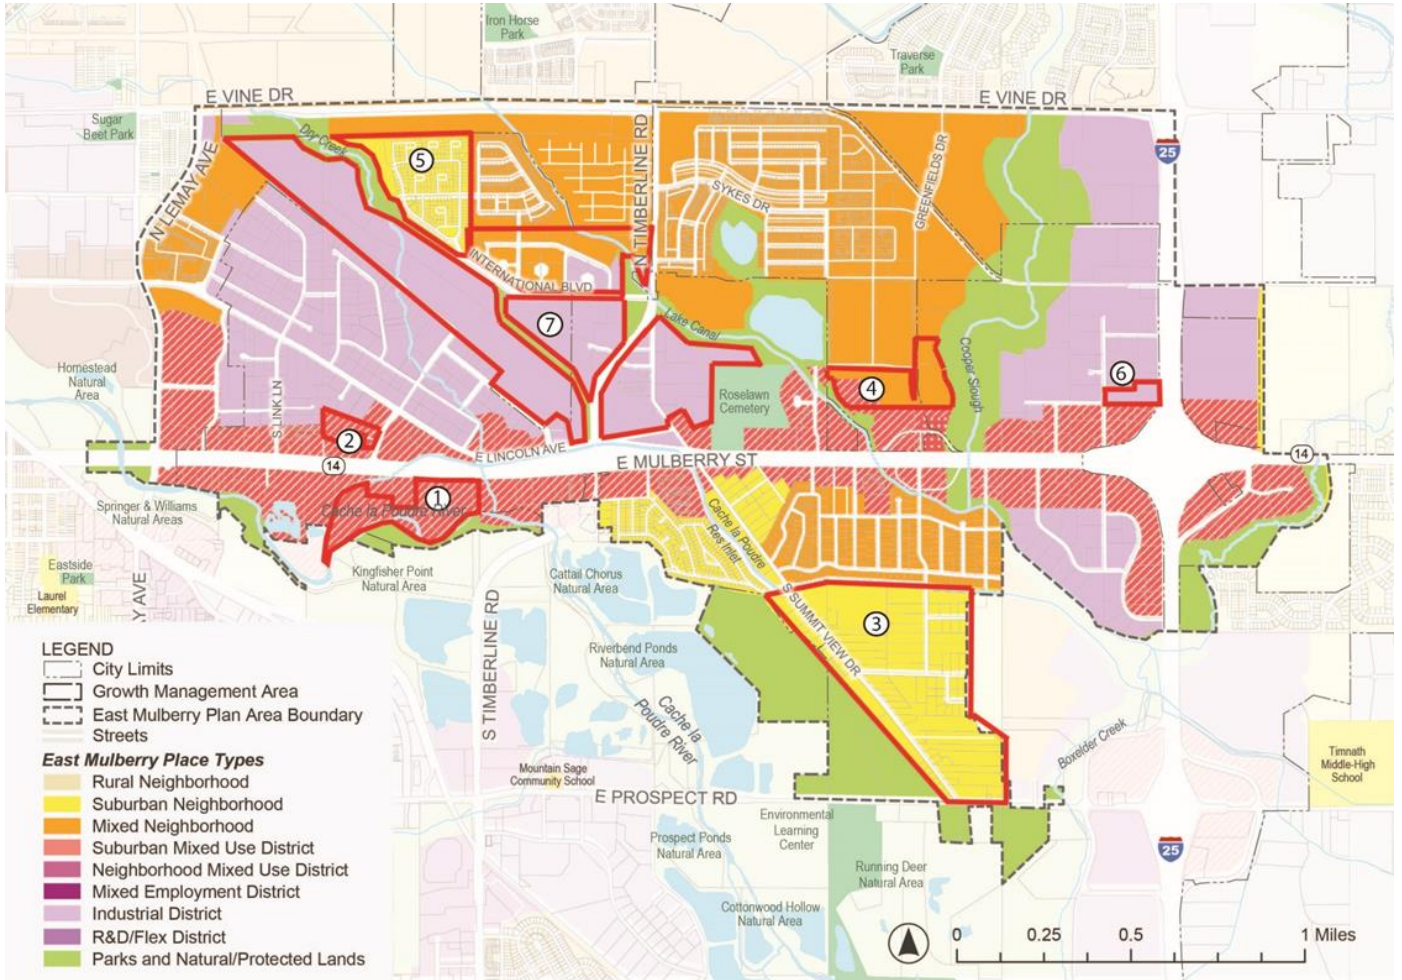 Iron Horse
Park
Traverse
Park
E VINE DR
E VINE DR
Sugar
Beet Park
Dry Creek
N LEMAY AVE
N TIMBERLINE RD
25
5
SYKES DR
GREENFIELDS DR
INTERNATIONAL BLVD
7
Lake Canal
Cooper Slough
Homestead
Natural
Area
S LINK LN
Roselawn
Cemetery
4
6
2
14
E LINCOLN AVE
E MULBERRY ST
14
1
Cache la Poudre River
Springer & Williams
Natural Areas
Cache la Poudre
Res Inlet
Eastside
Park
Laurel
Elementary
Y AVE
Kingfisher Point
Natural Area
Cattail Chorus
Natural Area
S TIMBERLINE RD
S SUMMIT VIEW DR
3
Riverbend Ponds
Natural Area
Cache la
Poudre River
Boxelder Creek
Timnath
Middle-High
School
Mountain Sage
Community School
E PROSPECT RD
Environmental
Learning
Center
Prospect Ponds
Natural Area
Running Deer
Natural Area
Cottonwood Hollow
Natural Area
25
LEGEND
City Limits
Growth Management Area
East Mulberry Plan Area Boundary
Streets
East Mulberry Place Types
Rural Neighborhood
Suburban Neighborhood
Mixed Neighborhood
Suburban Mixed Use District
Neighborhood Mixed Use District
Mixed Employment District
Industrial District
R&D/Flex District
Parks and Natural/Protected Lands
0 0.25 0.5 1 Miles